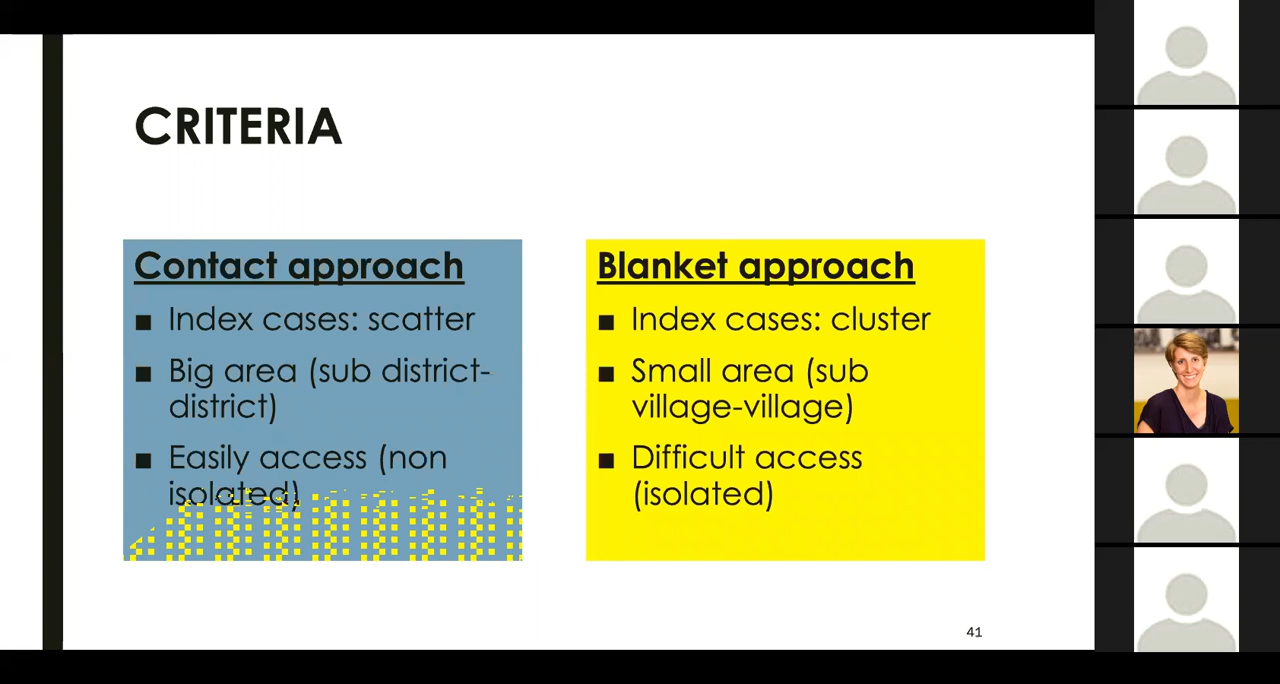 CRITERIA
Contact approach
■ Index cases: scatter
■ Big area (sub district-
district)
■ Easily access (non
isolated)
Blanket approach
■ Index cases: cluster
■ Small area (sub
village-village)
■ Difficult access
(isolated)
41